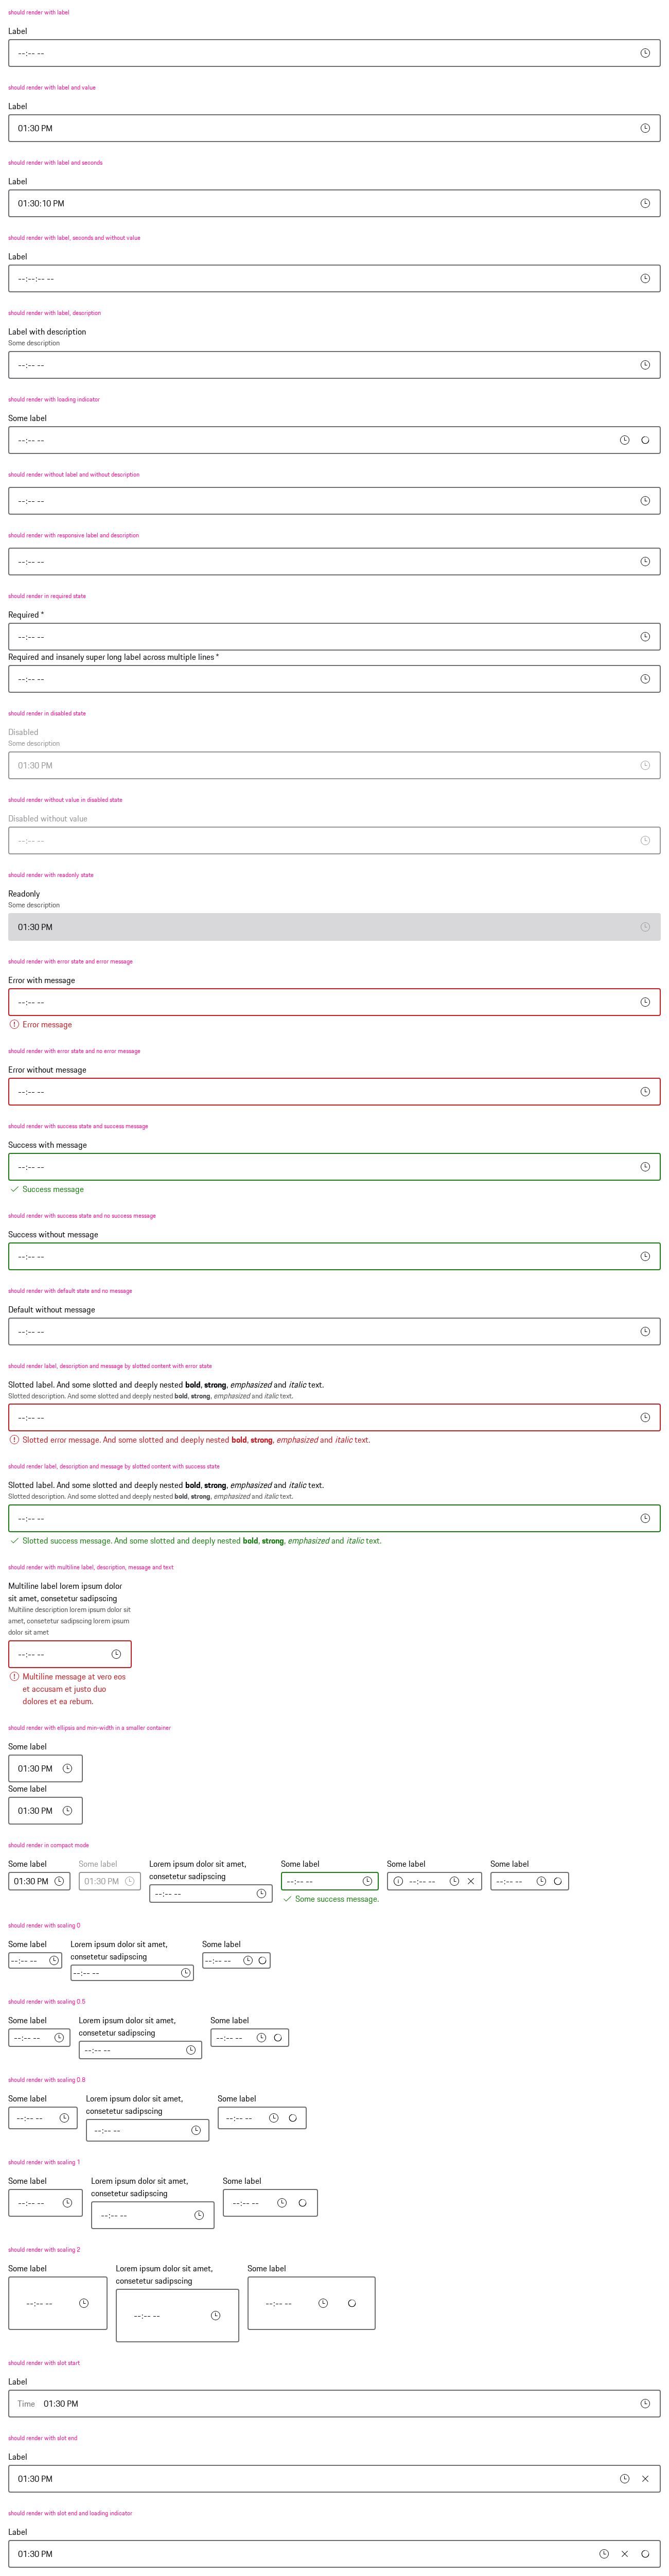 should render with label
Label
--:-- --
should render with label and value
Label
01:30 PM
should render with label and seconds
Label
01:30:10 PM
should render with label, seconds and without value
Label
--:--:-- --
should render with label, description
Label with description
Some description
--:-- --
should render with loading indicator
Some label
--:-- --
should render without label and without description
--:-- --
should render with responsive label and description
--:-- --
should render in required state
Required *
--:-- --
Required and insanely super long label across multiple lines *
--:-- --
should render in disabled state
Disabled
Some description
01:30 PM
should render without value in disabled state
Disabled without value
--:-- --
should render with readonly state
Readonly
Some description
01:30 PM
should render with error state and error message
Error with message
--:-- --
Error message
should render with error state and no error message
Error without message
--:-- --
should render with success state and success message
Success with message
--:-- --
Success message
should render with success state and no success message
Success without message
--:-- --
should render with default state and no message
Default without message
--:-- --
should render label, description and message by slotted content with error state
Slotted label. And some slotted and deeply nested bold, strong, emphasized and italic text.
Slotted description. And some slotted and deeply nested bold, strong, emphasized and italic text.
--:-- --
Slotted error message. And some slotted and deeply nested bold, strong, emphasized and italic text.
should render label, description and message by slotted content with success state
Slotted label. And some slotted and deeply nested bold, strong, emphasized and italic text.
Slotted description. And some slotted and deeply nested bold, strong, emphasized and italic text.
--:-- --
Slotted success message. And some slotted and deeply nested bold, strong, emphasized and italic text.
should render with multiline label, description, message and text
Multiline label lorem ipsum dolor
sit amet, consetetur sadipscing
Multiline description lorem ipsum dolor sit
amet, consetetur sadipscing lorem ipsum
dolor sit amet
--:-- --
Multiline message at vero eos
et accusam et justo duo
dolores et ea rebum.
should render with ellipsis and min-width in a smaller container
Some label
01:30 PM
Some label
01:30 PM
should render in compact mode
Some label
01:30 PM
Some label
01:30 PM
Lorem ipsum dolor sit amet,
consetetur sadipscing
--:-- --
Some label
--:-- --
Some success message.
Some label
--:-- --
Some label
--:-- --
should render with scaling 0
Some label
--:-- --
Lorem ipsum dolor sit amet,
consetetur sadipscing
--:-- --
Some label
--:-- --
should render with scaling 0.5
Some label
--:-- --
Lorem ipsum dolor sit amet,
consetetur sadipscing
--:-- --
Some label
--:-- --
should render with scaling 0.8
Some label
--:-- --
Lorem ipsum dolor sit amet,
consetetur sadipscing
--:-- --
Some label
--:-- --
should render with scaling 1
Some label
--:-- --
Lorem ipsum dolor sit amet,
consetetur sadipscing
--:-- --
Some label
--:-- --
should render with scaling 2
Some label
--:-- --
Lorem ipsum dolor sit amet,
consetetur sadipscing
--:-- --
Some label
--:-- --
should render with slot start
Label
Time 01:30 PM
should render with slot end
Label
01:30 PM
should render with slot end and loading indicator
Label
01:30 PM